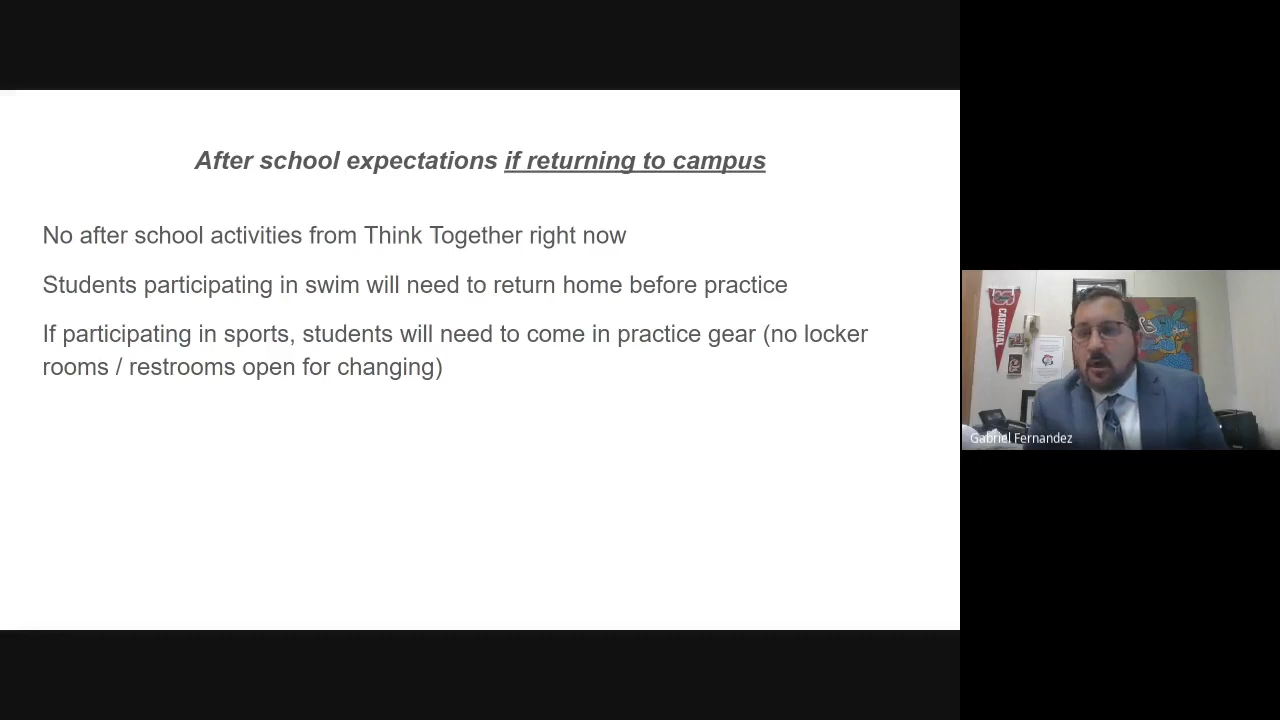 After school expectations if returning to campus
No after school activities from Think Together right now
Students participating in swim will need to return home before practice
If participating in sports, students will need to come in practice gear (no locker
rooms / restrooms open for changing)
CARDINAL
Gabriel Fernandez